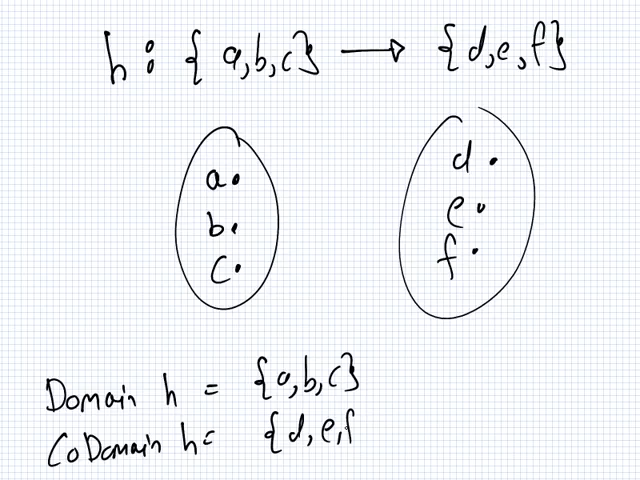 h: {a,b,c} → {d,e,f}
a. d.
b. e.
c. f.
Domain h = {a,b,c}
CoDomain h= {d,e,f